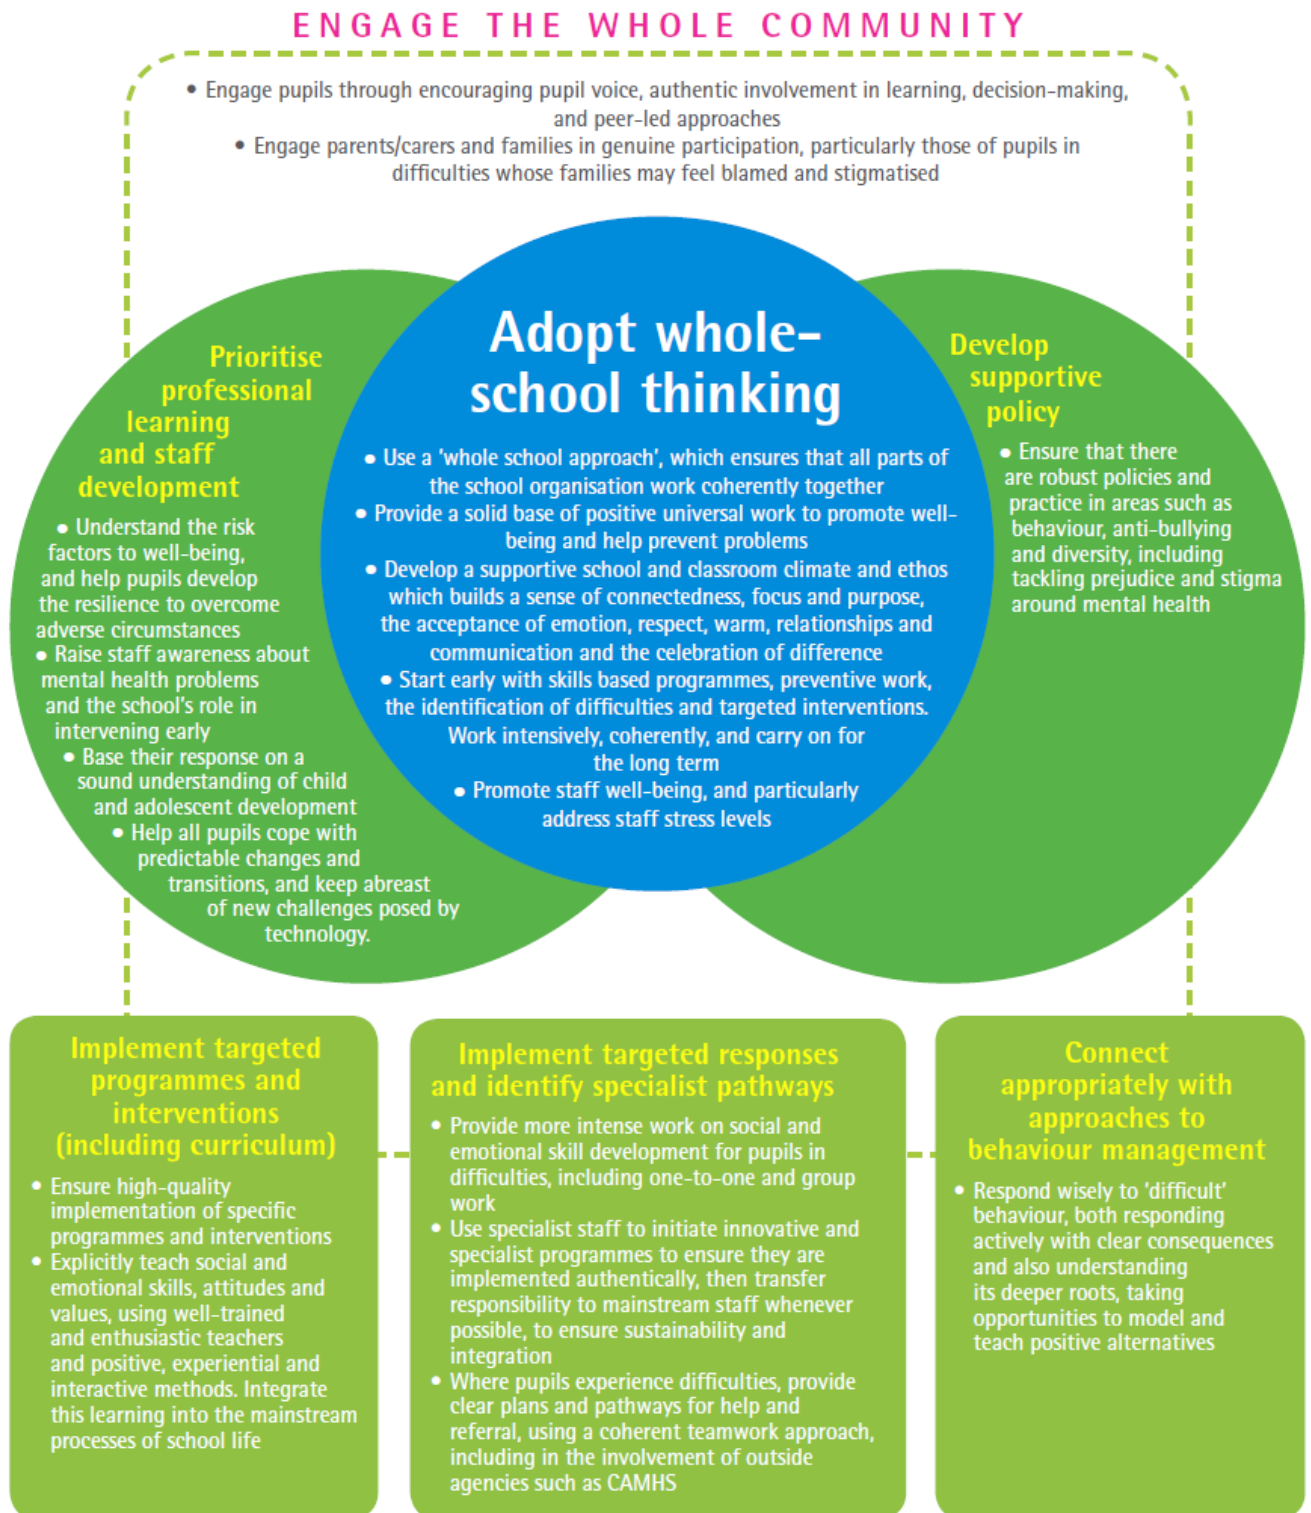 ENGAGE THE WHOLE COMMUNITY
• Engage pupils through encouraging pupil voice, authentic involvement in learning, decision-making,
and peer-led approaches
• Engage parents/carers and families in genuine participation, particularly those of pupils in
difficulties whose families may feel blamed and stigmatised
Prioritise
professional
learning
and staff
development
• Understand the risk
factors to well-being,
and help pupils develop
the resilience to overcome
adverse circumstances
• Raise staff awareness about
mental health problems
and the school's role in
intervening early
• Base their response on a
sound understanding of child
and adolescent development
• Help all pupils cope with
predictable changes and
transitions, and keep abreast
of new challenges posed by
technology.
Adopt whole-
school thinking
• Use a 'whole school approach', which ensures that all parts of
the school organisation work coherently together
• Provide a solid base of positive universal work to promote well-
being and help prevent problems
• Develop a supportive school and classroom climate and ethos
which builds a sense of connectedness, focus and purpose,
the acceptance of emotion, respect, warm, relationships and
communication and the celebration of difference
• Start early with skills based programmes, preventive work,
the identification of difficulties and targeted interventions.
Work intensively, coherently, and carry on for
the long term
• Promote staff well-being, and particularly
address staff stress levels
Develop
supportive
policy
• Ensure that there
are robust policies and
practice in areas such as
behaviour, anti-bullying
and diversity, including
tackling prejudice and stigma
around mental health
Implement targeted
programmes and
interventions
(including curriculum)
• Ensure high-quality
implementation of specific
programmes and interventions
• Explicitly teach social and
emotional skills, attitudes and
values, using well-trained
and enthusiastic teachers
and positive, experiential and
interactive methods. Integrate
this learning into the mainstream
processes of school life
Implement targeted responses
and identify specialist pathways
• Provide more intense work on social and
emotional skill development for pupils in
difficulties, including one-to-one and group
work
• Use specialist staff to initiate innovative and
specialist programmes to ensure they are
implemented authentically, then transfer
responsibility to mainstream staff whenever
possible, to ensure sustainability and
integration
• Where pupils experience difficulties, provide
clear plans and pathways for help and
referral, using a coherent teamwork approach,
including in the involvement of outside
agencies such as CAMHS
Connect
appropriately with
approaches to
behaviour management
• Respond wisely to 'difficult'
behaviour, both responding
actively with clear consequences
and also understanding
its deeper roots, taking
opportunities to model and
teach positive alternatives